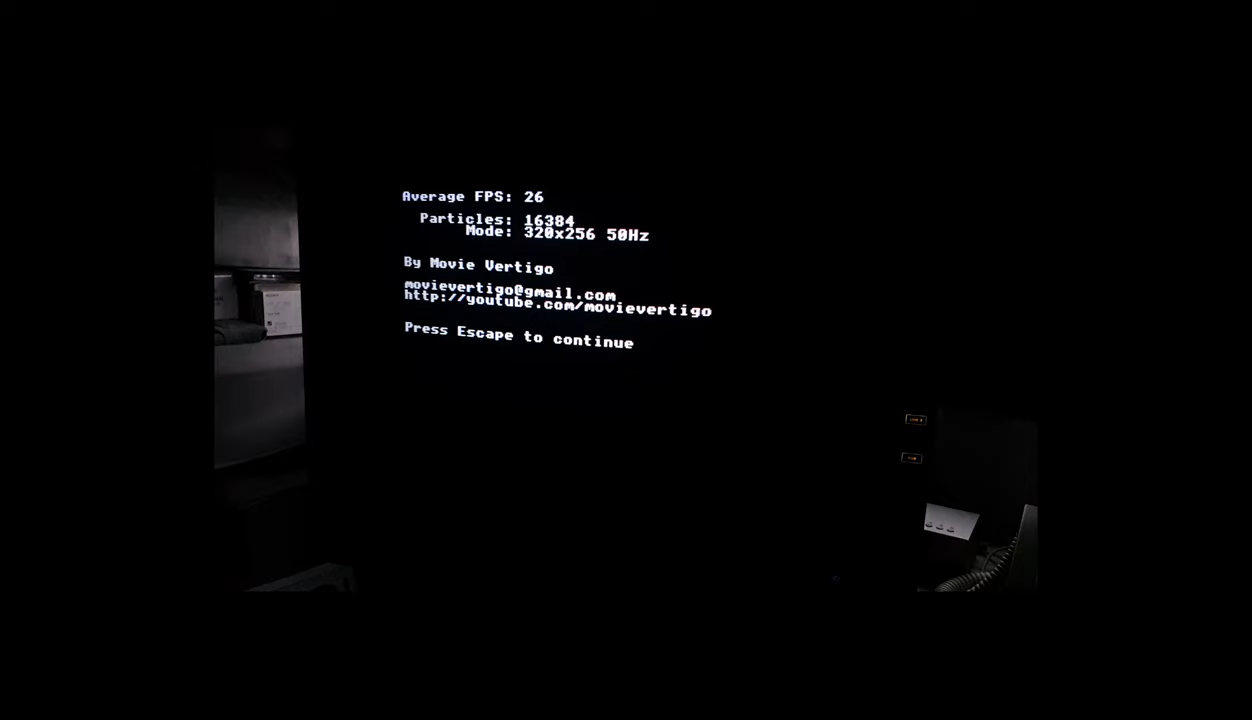 Average FPS: 26
Particles: 16384
Mode: 320x256 50Hz
By Movie Vertigo
movievertigo@gmail.com
http://youtube.com/movievertigo
Press Escape to continue